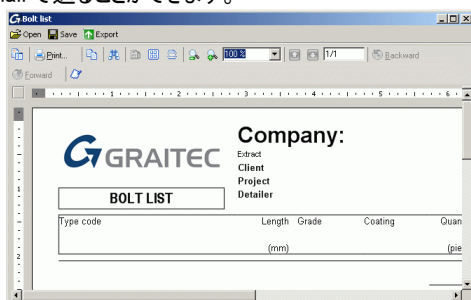 で送ることができます。
Bolt list
Open Save Export
Print... 100 % 1/1 Backward
Forward
1 2 3 4 5 6
GRAITEC
Company:
Extract
Client
Project
Detailer
BOLT LIST
Type code Length Grade Coating Quan
(mm) (pie
1
2